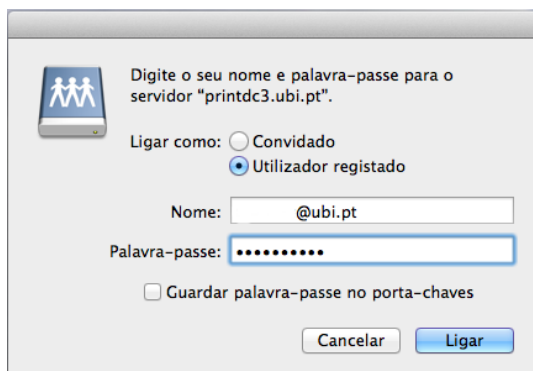 Digite o seu nome e palavra-passe para o
servidor “printdc3.ubi.pt”.
Ligar como: Convidado
Utilizador registado
Nome: @ubi.pt
Palavra-passe: ••••••••••
Guardar palavra-passe no porta-chaves
Cancelar Ligar